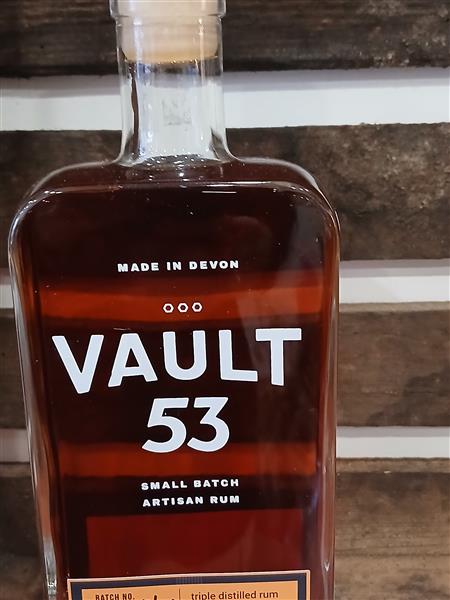 MADE IN DEVON
VAULT
53
SMALL BATCH
ARTISAN RUM
BATCH NO.
triple distilled rum